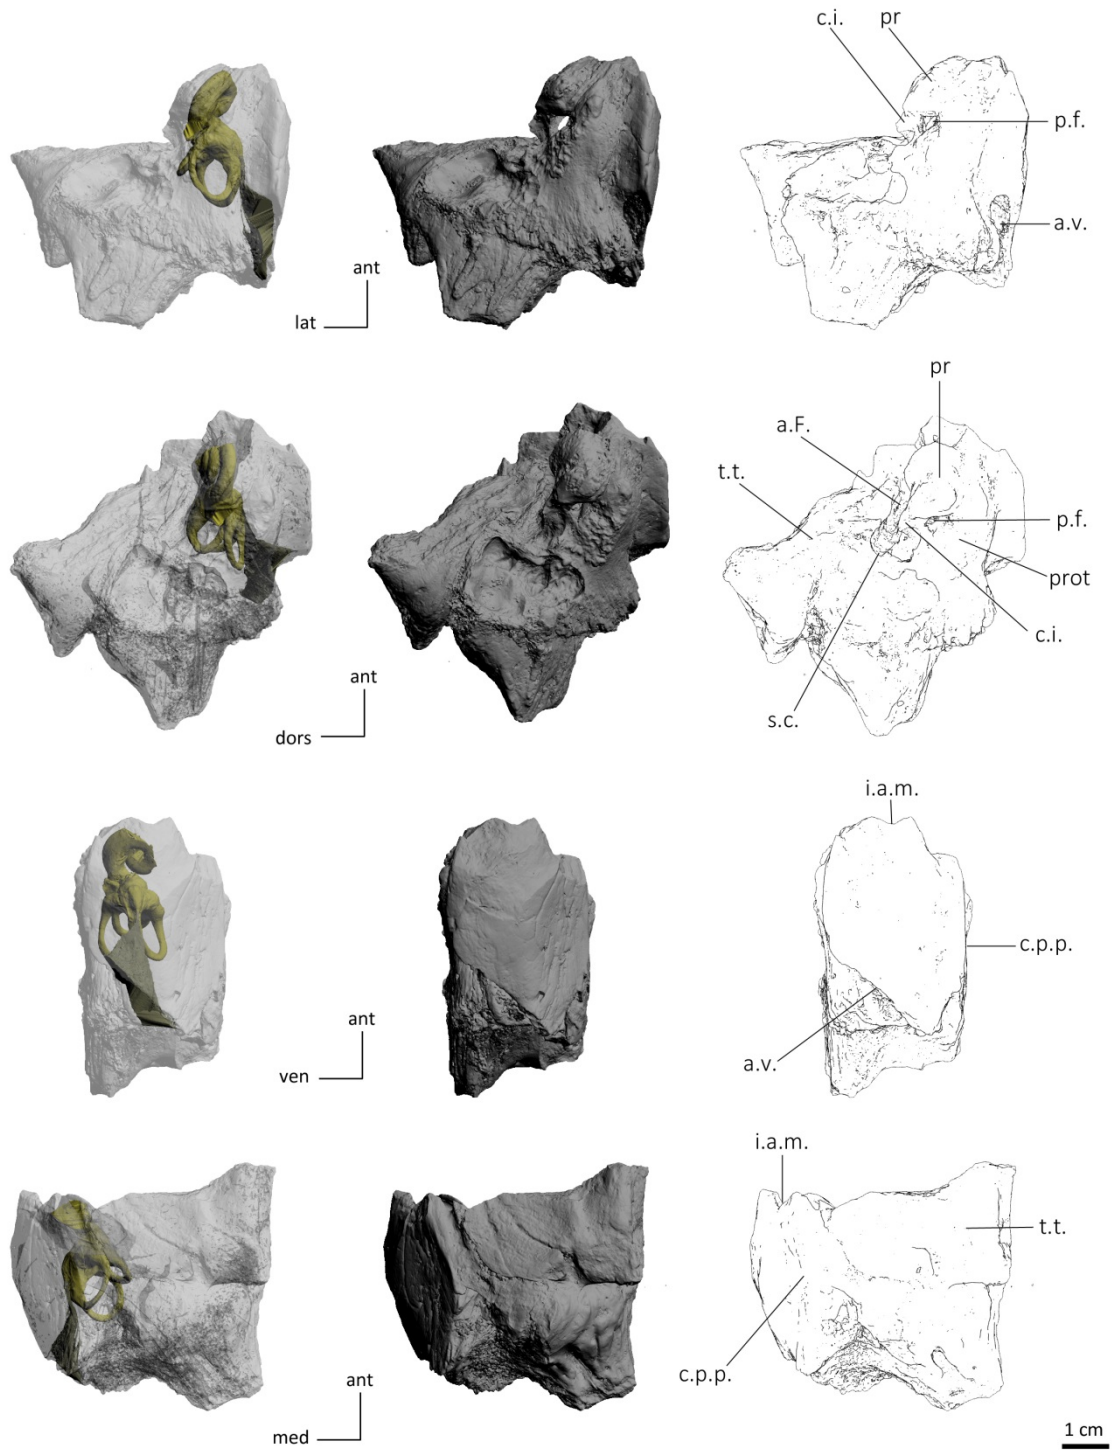 c.i. pr
p.f.
a.v.
ant
lat
pr
a.F.
t.t.
p.f.
prot
c.i.
s.c.
ant
dors
i.a.m.
c.p.p.
a.v.
ant
ven
i.a.m.
t.t.
c.p.p.
ant
med
1 cm